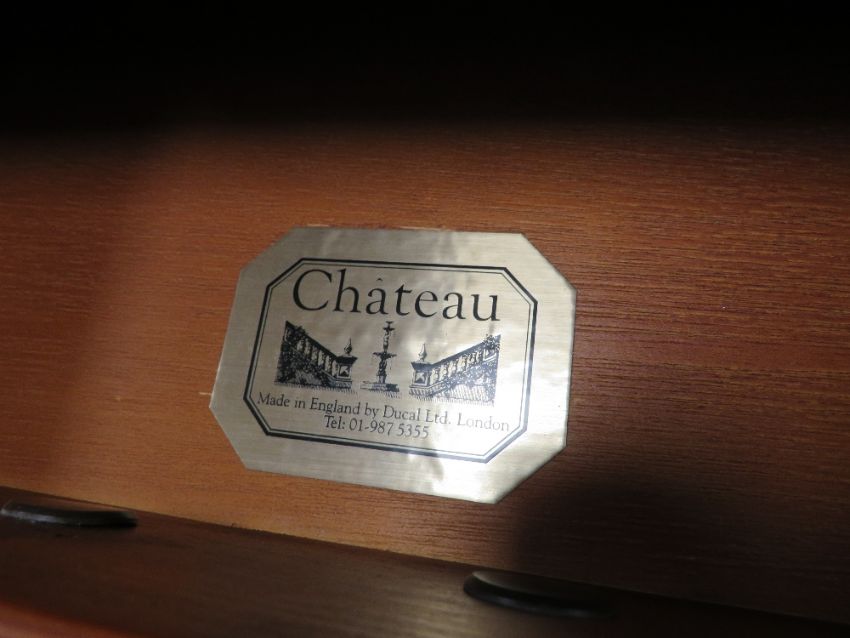 Château
Made in England by Ducal Ltd. London
Tel: 01-987 5355